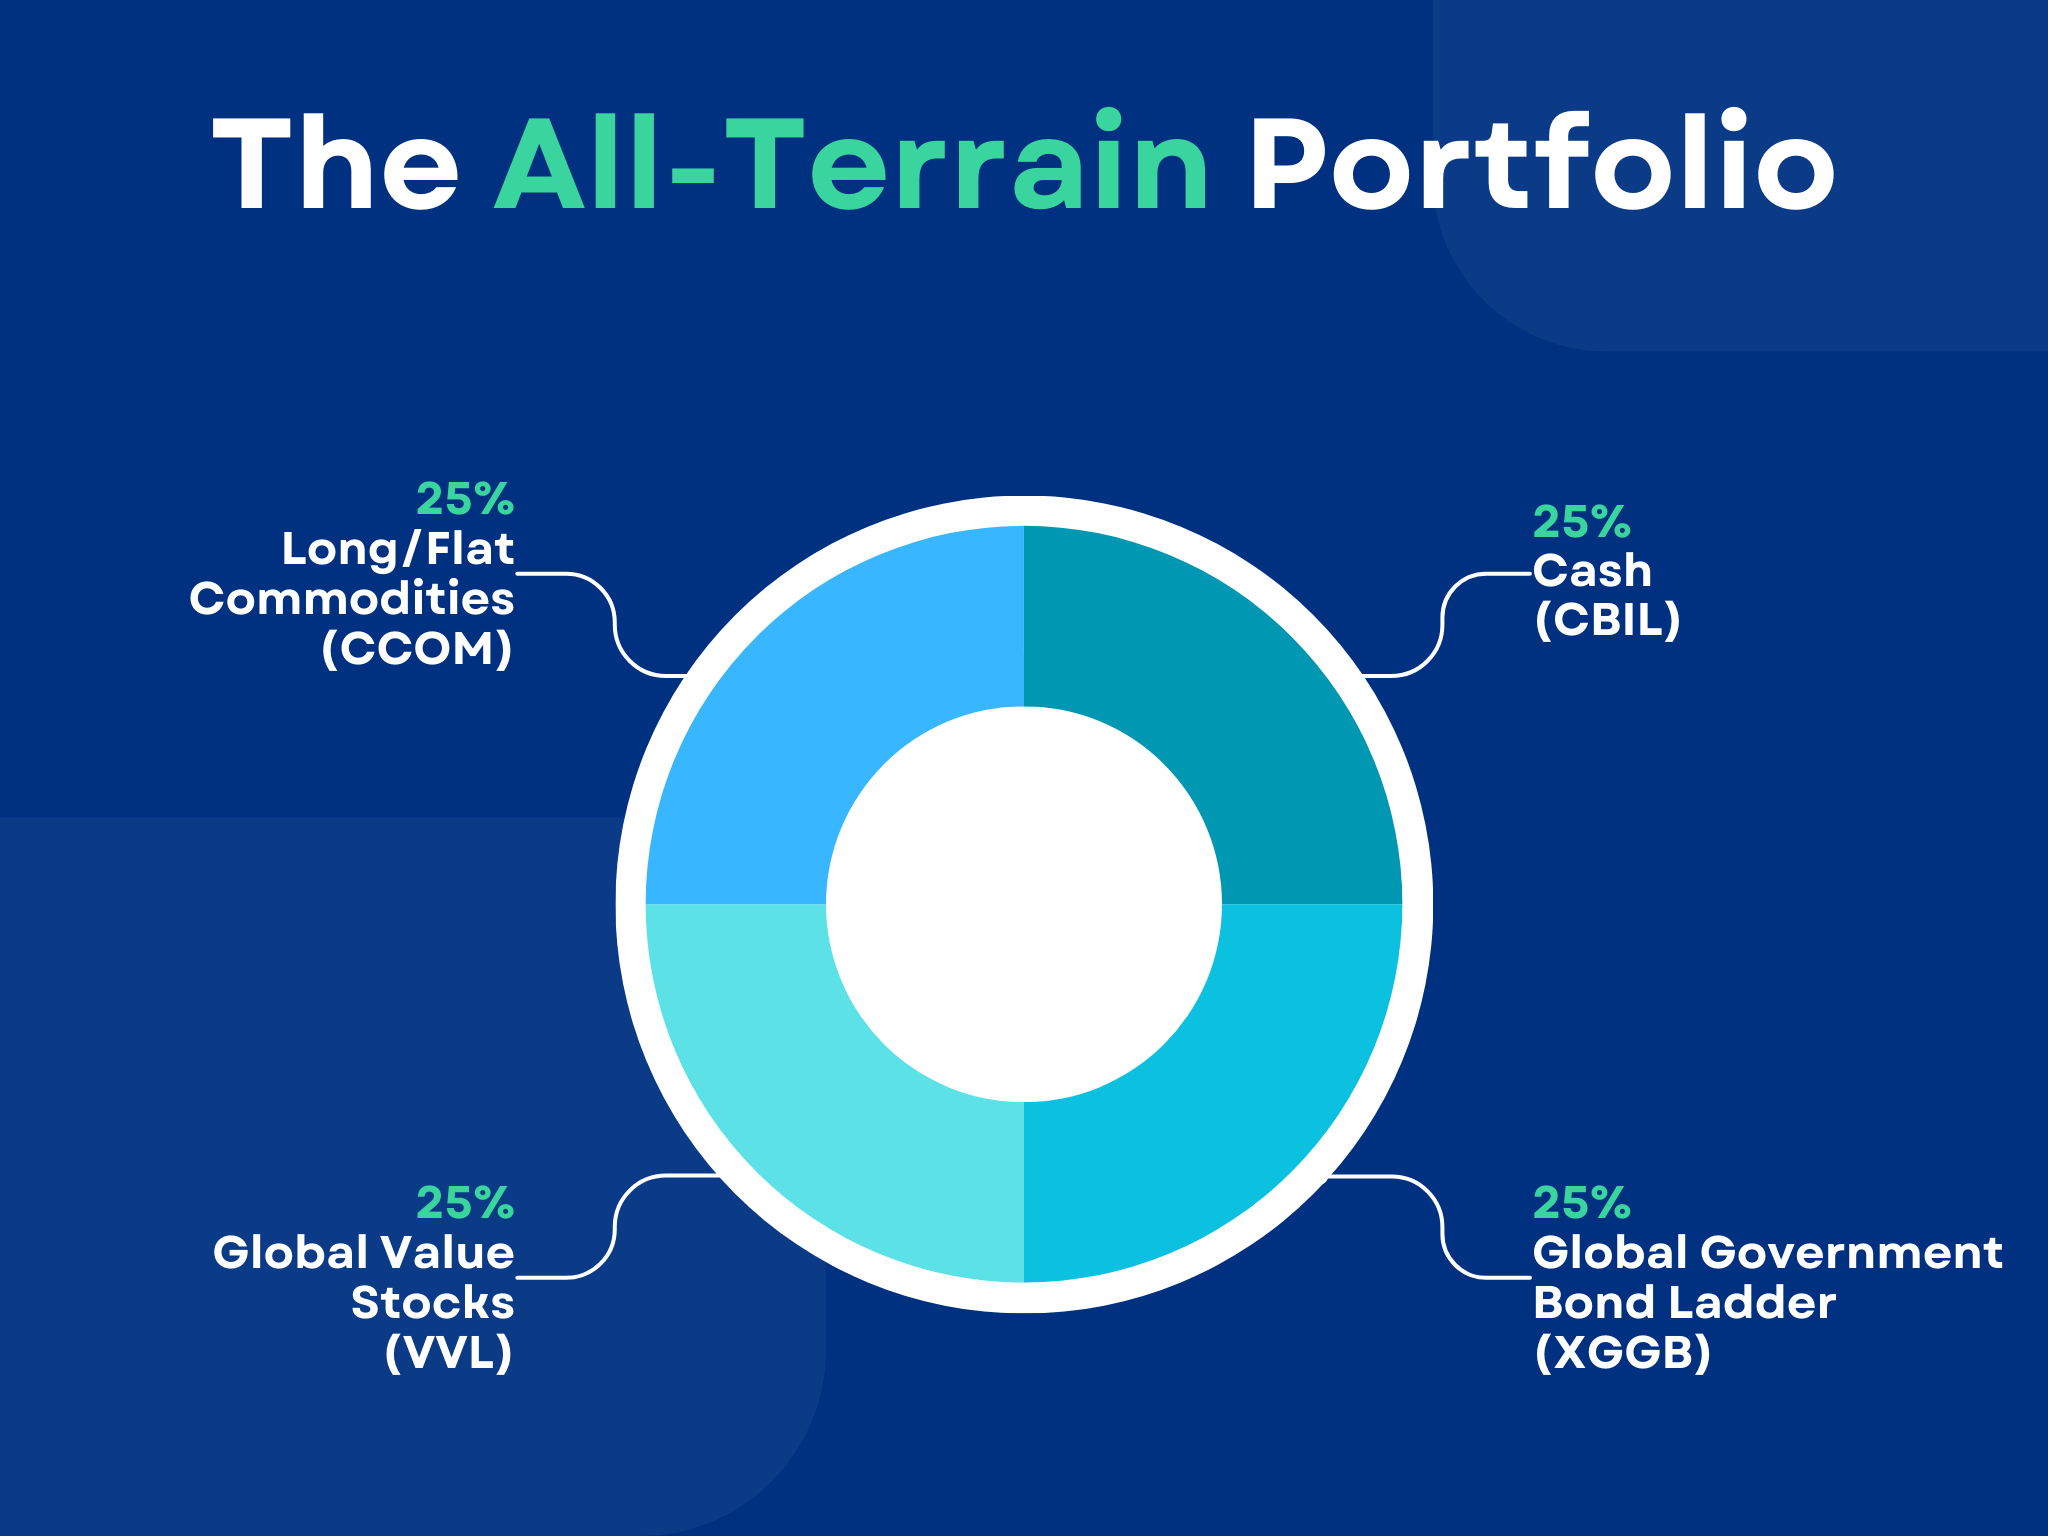 The All-Terrain Portfolio
25%
Long/Flat
Commodities
(CCOM)
25%
Cash
(CBIL)
25%
Global Value
Stocks
(VVL)
25%
Global Government
Bond Ladder
(XGGB)